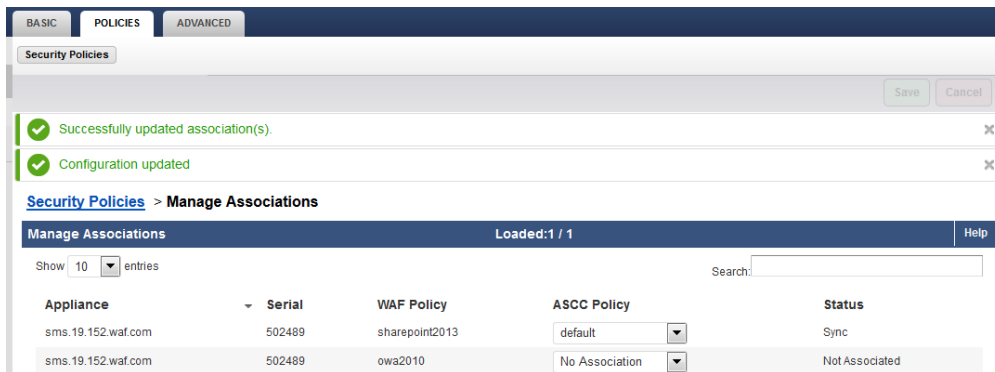 BASIC POLICIES ADVANCED
Security Policies
Save Cancel
Successfully updated association(s).
Configuration updated
Security Policies > Manage Associations
Manage Associations Loaded:1 / 1 Help
Show 10 entries Search:
Appliance Serial WAF Policy ASCC Policy Status
sms.19.152.waf.com 502489 sharepoint2013 default Sync
sms.19.152.waf.com 502489 owa2010 No Association Not Associated